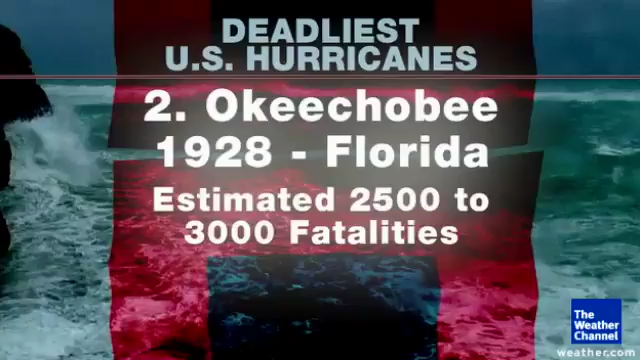 DEADLIEST
U.S. HURRICANES
2. Okeechobee
1928 - Florida
Estimated 2500 to
3000 Fatalities
The
Weather
Channel
weather.com